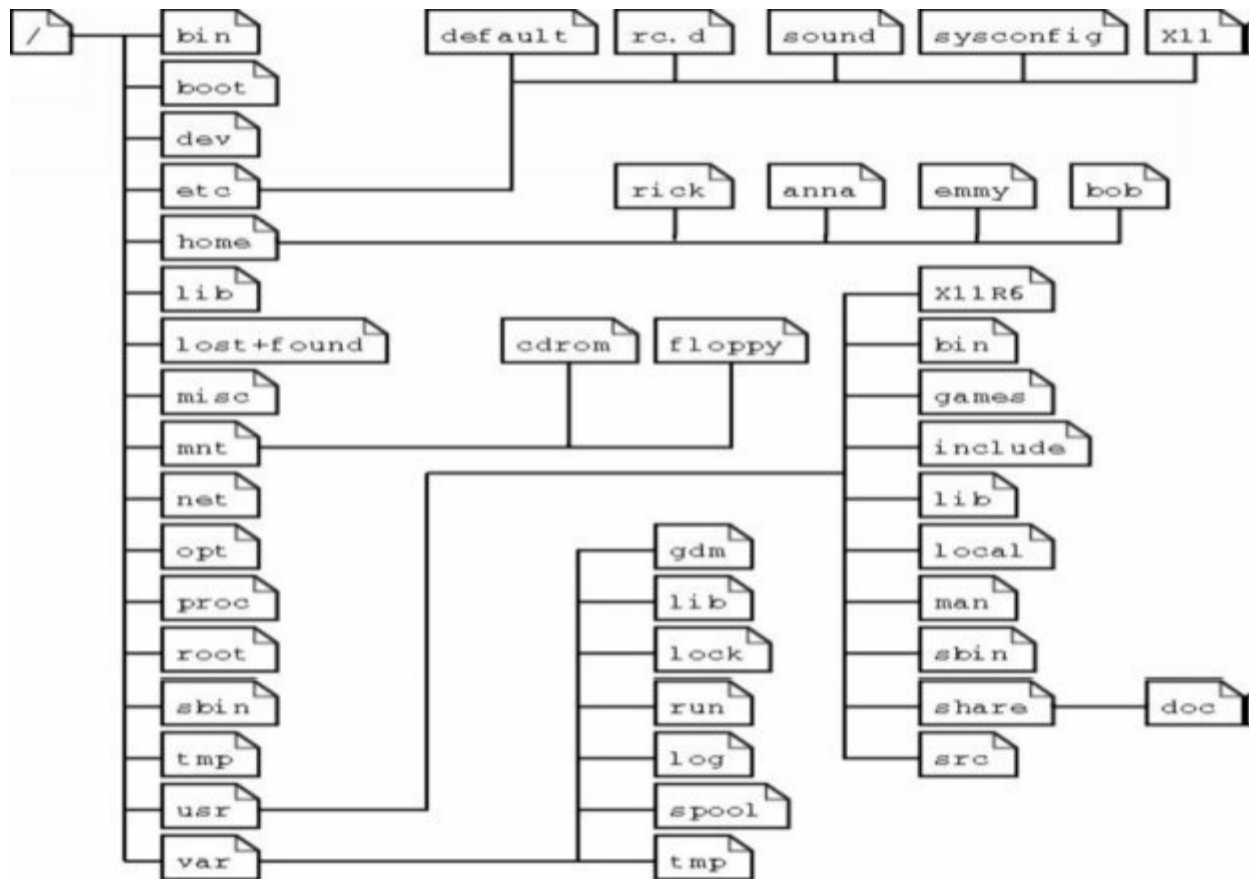 /
bin
default
rc.d
sound
sysconfig
X11
boot
dev
etc
rick
anna
emmy
bob
home
lib
X11R6
lost+found
cdrom
floppy
bin
misc
games
mnt
include
net
lib
opt
gdm
local
proc
lib
man
root
lock
sbin
sbin
run
share
doc
tmp
log
src
usr
spool
var
tmp